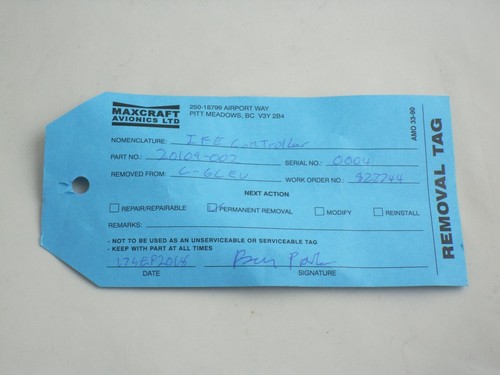 MAXCRAFT
AVIONICS LTD
250-18799 AIRPORT WAY
PITT MEADOWS, BC V3Y 2B4
NOMENCLATURE: IFE Controller
PART NO.: 20109-002 SERIAL NO.: 0004
REMOVED FROM: C-GLEV WORK ORDER NO.: 922744
NEXT ACTION
REPAIR/REPAIRABLE PERMANENT REMOVAL MODIFY REINSTALL
REMARKS:
- NOT TO BE USED AS AN UNSERVICEABLE OR SERVICEABLE TAG
- KEEP WITH PART AT ALL TIMES
17SEP2018
DATE SIGNATURE
REMOVAL TAG
AMO 33-90